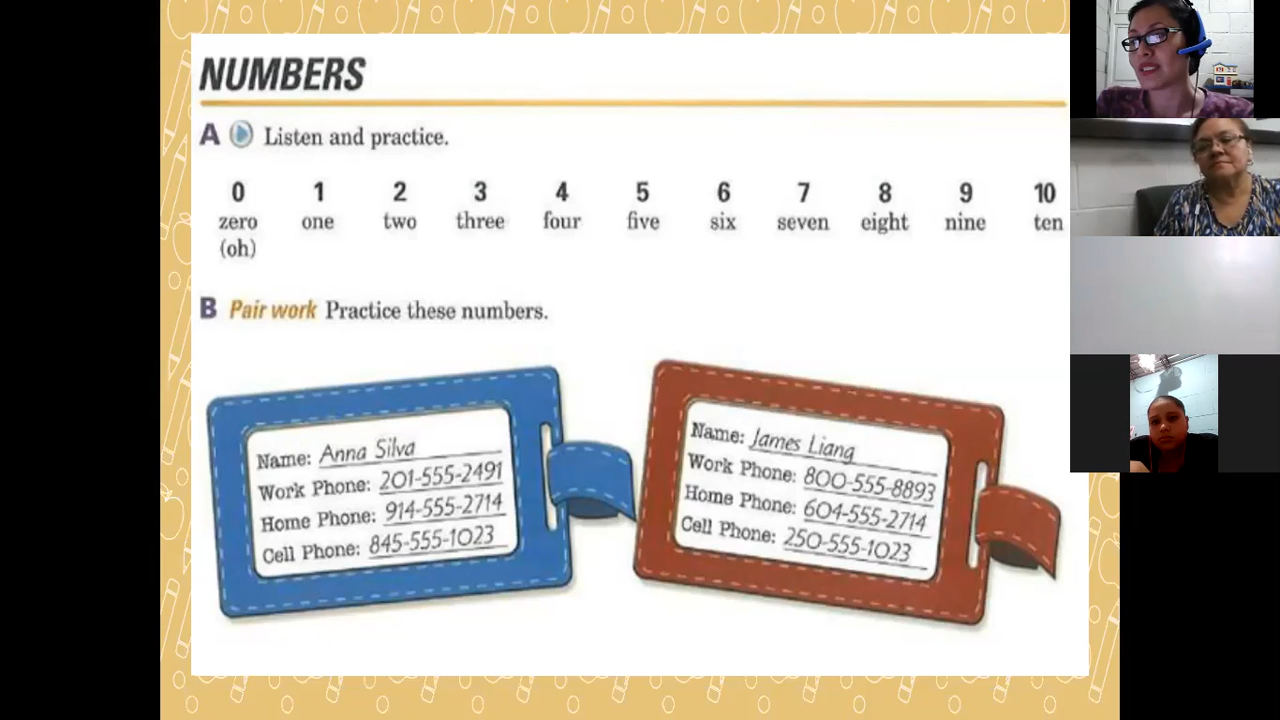 NUMBERS
A Listen and practice.
0 1 2 3 4 5 6 7 8 9 10
zero one two three four five six seven eight nine ten
(oh)
B Pair work Practice these numbers.
Name: Anna Silva
Work Phone: 201-555-2491
Home Phone: 914-555-2714
Cell Phone: 845-555-1023
Name: James Liang
Work Phone: 800-555-8893
Home Phone: 604-555-2714
Cell Phone: 250-555-1023